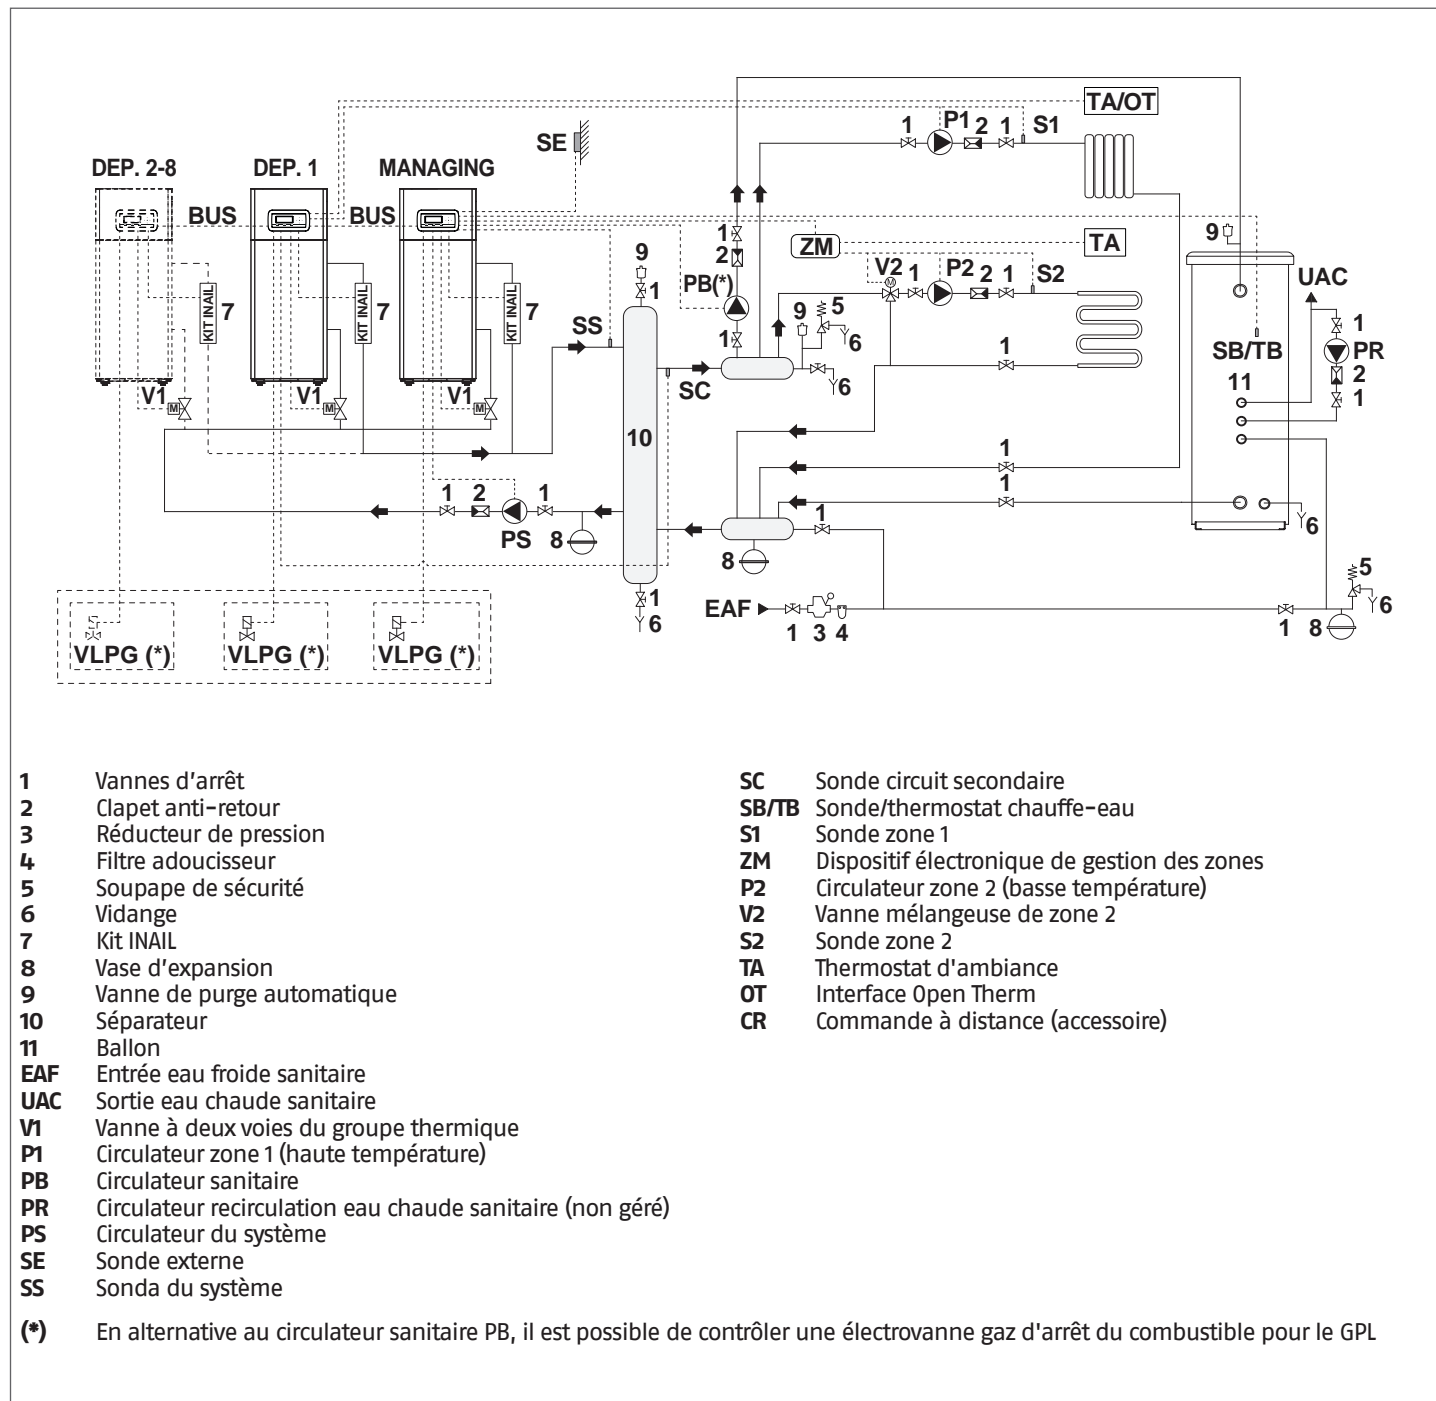 TA/OT
1
P1
2
1
S1
SE
DEP. 2-8
DEP. 1
MANAGING
BUS
BUS
9
1
2
ZM
TA
9
V2
P2
1
2
1
S2
UAC
PB(*)
1
7
KIT INAIL
7
KIT INAIL
7
KIT INAIL
SS
9
5
6
1
1
1
PR
SB/TB
2
SC
6
11
1
V1
M
V1
M
V1
M
M
10
1
1
1
2
1
1
PS
8
8
6
5
EAF
1
3
4
1
8
6
1
6
VLPG (*)
VLPG (*)
VLPG (*)
1 Vannes d'arrêt
2 Clapet anti-retour
3 Réducteur de pression
4 Filtre adoucisseur
5 Soupape de sécurité
6 Vidange
7 Kit INAIL
8 Vase d'expansion
9 Vanne de purge automatique
10 Séparateur
11 Ballon
EAF Entrée eau froide sanitaire
UAC Sortie eau chaude sanitaire
V1 Vanne à deux voies du groupe thermique
P1 Circulateur zone 1 (haute température)
PB Circulateur sanitaire
PR Circulateur recirculation eau chaude sanitaire (non géré)
PS Circulateur du système
SE Sonde externe
SS Sonda du système
SC Sonde circuit secondaire
SB/TB Sonde/thermostat chauffe-eau
S1 Sonde zone 1
ZM Dispositif électronique de gestion des zones
P2 Circulateur zone 2 (basse température)
V2 Vanne mélangeuse de zone 2
S2 Sonde zone 2
TA Thermostat d'ambiance
OT Interface Open Therm
CR Commande à distance (accessoire)
(*) En alternative au circulateur sanitaire PB, il est possible de contrôler une électrovanne gaz d'arrêt du combustible pour le GPL